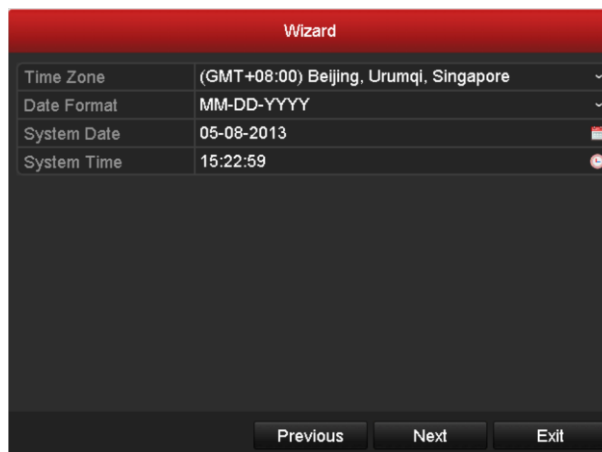 Wizard
Time Zone (GMT+08:00) Beijing, Urumqi, Singapore
Date Format MM-DD-YYYY
System Date 05-08-2013
System Time 15:22:59
Previous Next Exit